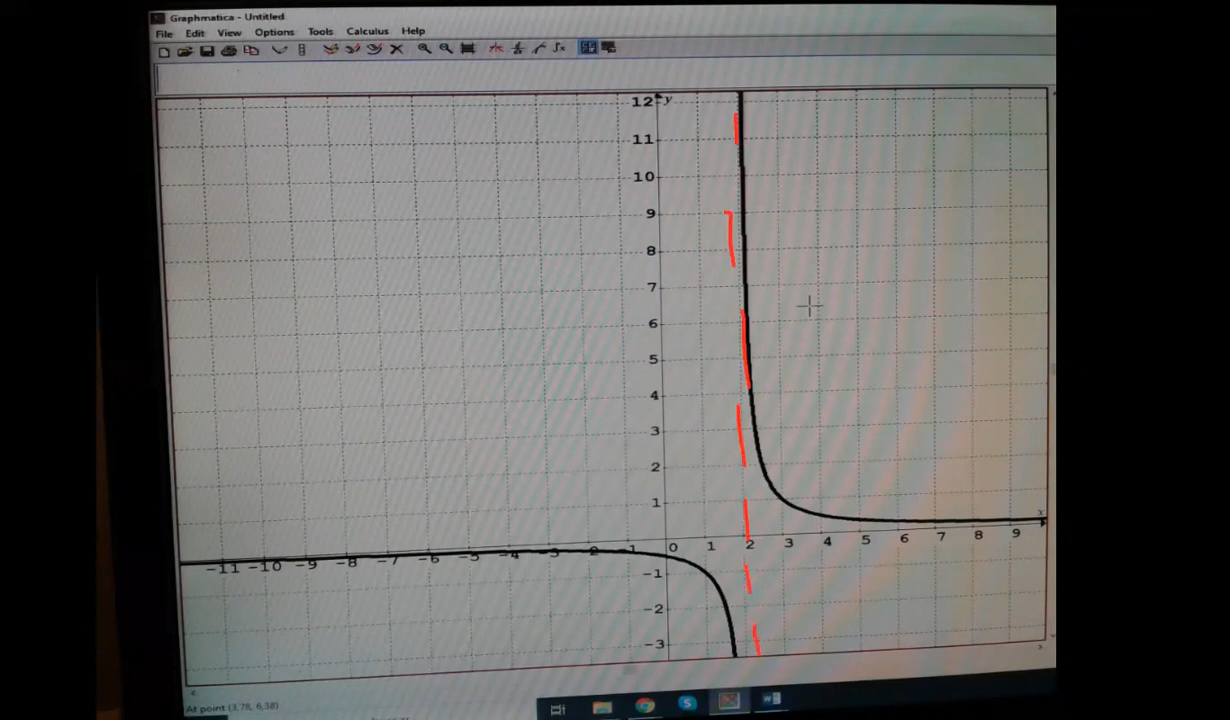 Graphmatica - Untitled
File Edit View Options Tools Calculus Help
12 y
11
10
9
8
7
6
5
4
3
2
1
x
-11 -10 -9 -8 -7 -6 -5 -4 -3 -2 -1 0 1 2 3 4 5 6 7 8 9
-1
-2
-3
At point (3,78, 6,38)